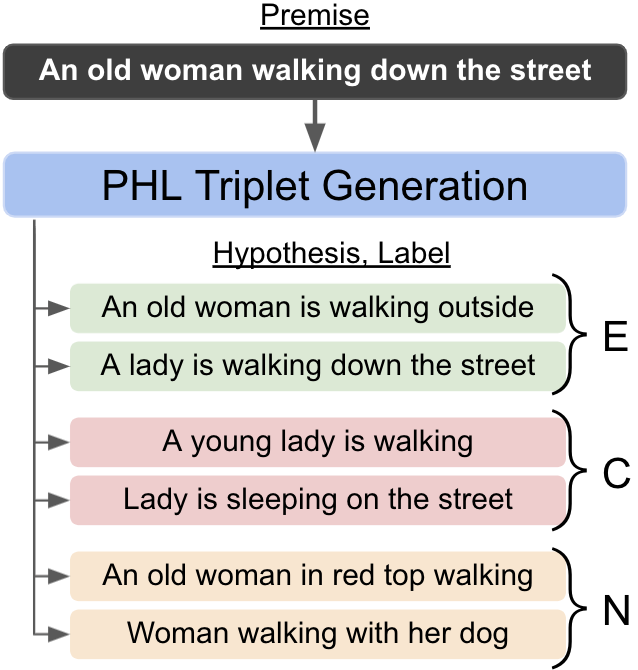 Premise
An old woman walking down the street
PHL Triplet Generation
Hypothesis, Label
An old woman is walking outside
A lady is walking down the street
E
A young lady is walking
Lady is sleeping on the street
C
An old woman in red top walking
Woman walking with her dog
N